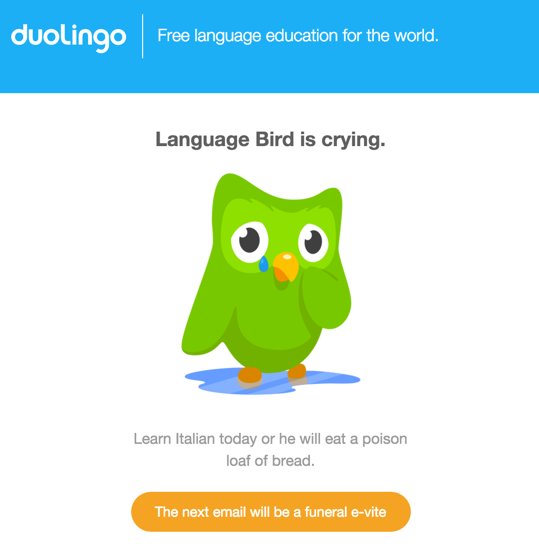 duolingo
Free language education for the world.
Language Bird is crying.
Learn Italian today or he will eat a poison
loaf of bread.
The next email will be a funeral e-vite